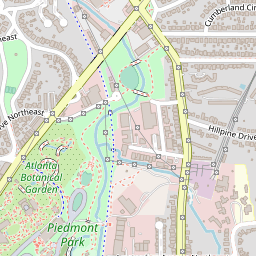 Cumberland Cir
east
ve Northeast
Hillpine Drive
Atlanta
Botanical
Garden
Piedmont
Park